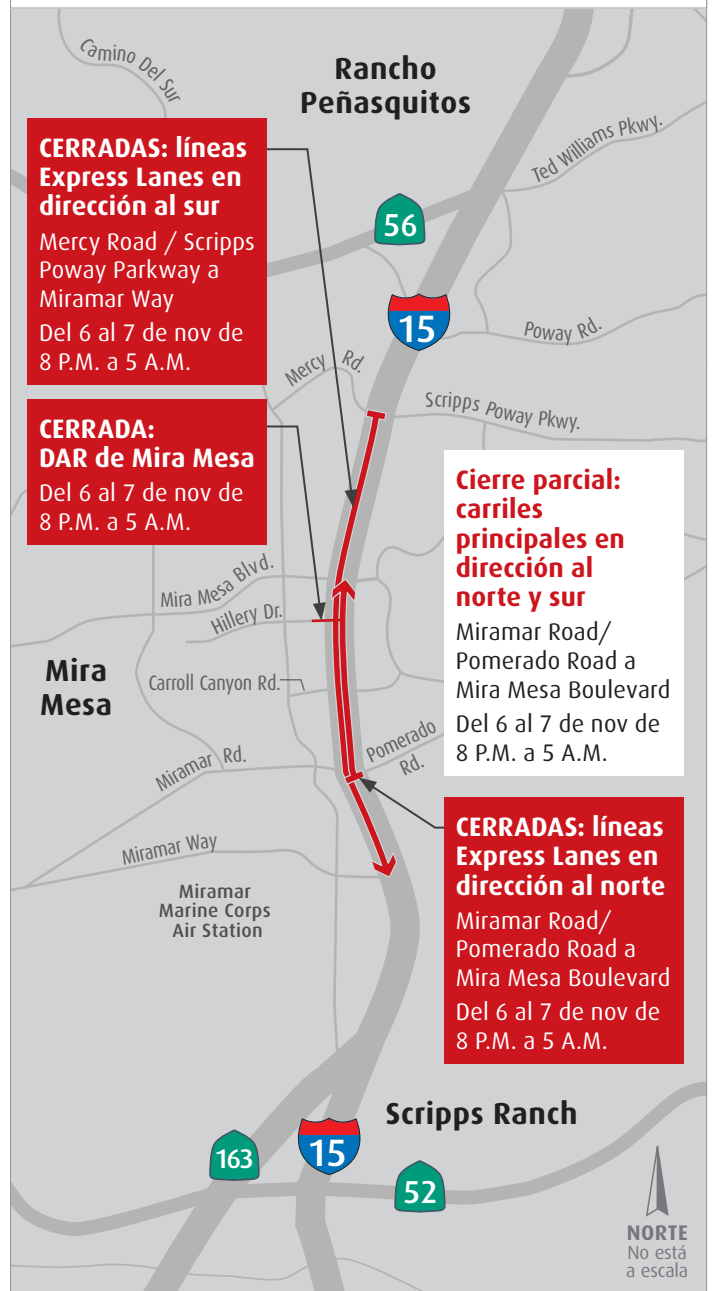 Camino Del Sur
Rancho
Peñasquitos
Ted Williams Pkwy.
CERRADAS: líneas
Express Lanes en
dirección al sur
Mercy Road / Scripps
Poway Parkway a
Miramar Way
Del 6 al 7 de nov de
8 P.M. a 5 A.M.
56
15
Poway Rd.
Mercy Rd.
Scripps Poway Pkwy.
CERRADA:
DAR de Mira Mesa
Del 6 al 7 de nov de
8 P.M. a 5 A.M.
Cierre parcial:
carriles
principales en
dirección al
norte y sur
Miramar Road/
Pomerado Road a
Mira Mesa Boulevard
Del 6 al 7 de nov de
8 P.M. a 5 A.M.
Mira Mesa Blvd.
Hillery Dr.
Mira
Mesa
Carroll Canyon Rd.
Miramar Rd.
Pomerado
Rd.
CERRADAS: líneas
Express Lanes en
dirección al norte
Miramar Road/
Pomerado Road a
Mira Mesa Boulevard
Del 6 al 7 de nov de
8 P.M. a 5 A.M.
Miramar Way
Miramar
Marine Corps
Air Station
Scripps Ranch
163
15
52
NORTE
No está
a escala